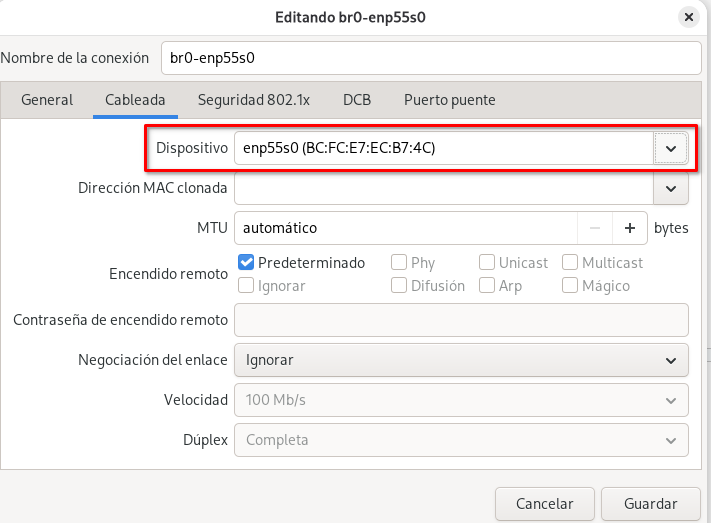 Editando br0-enp55s0
Nombre de la conexión br0-enp55s0
General Cableada Seguridad 802.1x DCB Puerto puente
Dispositivo enp55s0 (BC:FC:E7:EC:B7:4C)
Dirección MAC clonada
MTU automático bytes
Encendido remoto Predeterminado Phy Unicast Multicast
Ignorar Difusión Arp Mágico
Contraseña de encendido remoto
Negociación del enlace Ignorar
Velocidad 100 Mb/s
Dúplex Completa
Cancelar Guardar